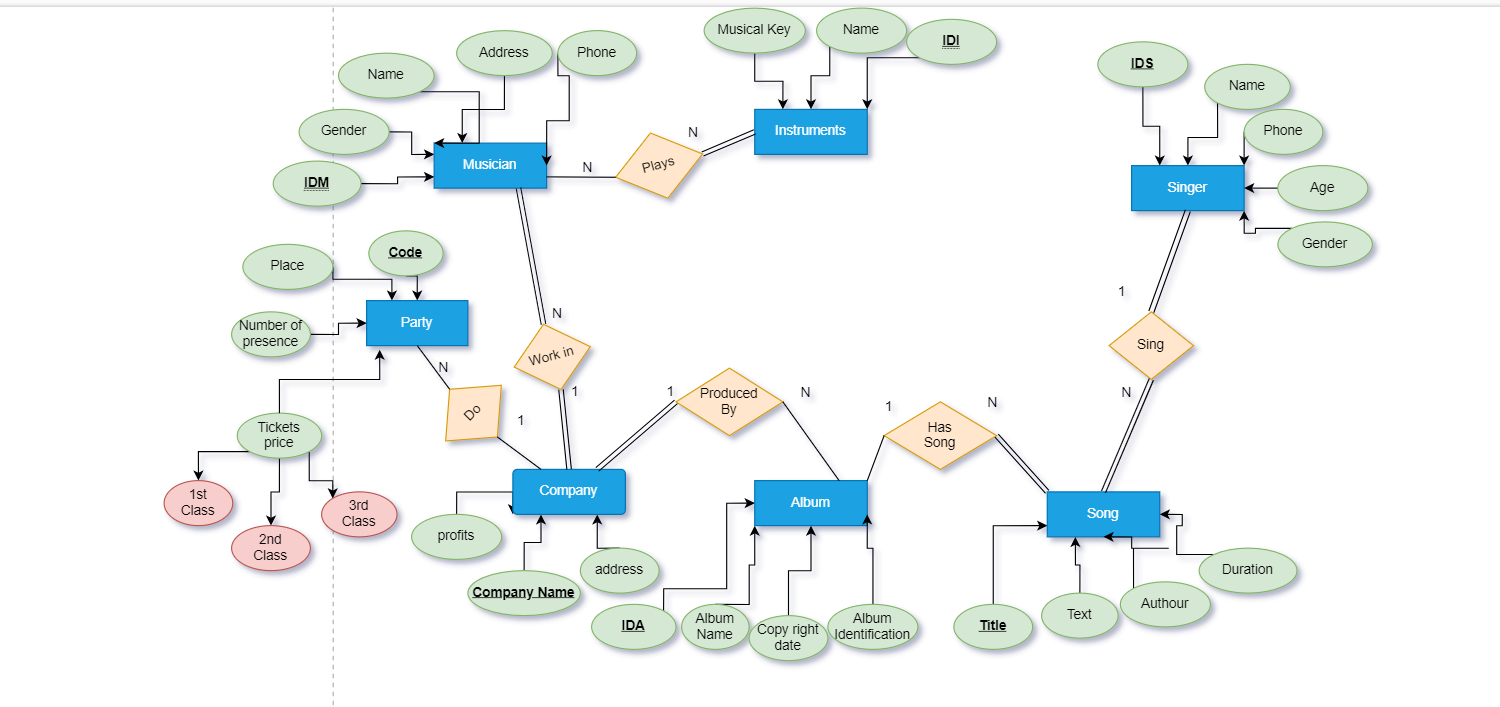 Musical Key
Name
IDI
Address
Phone
Name
IDS
Name
Gender
Musician
IDM
N
Plays
N
Instruments
Phone
Singer
Age
Gender
Place
Code
Number of
presence
Party
N
Work in
1
1
Sing
N
N
Do
1
Tickets
price
1st
Class
2nd
Class
3rd
Class
1
Produced
By
N
1
Has
Song
N
Company
Album
Song
profits
Company Name
address
IDA
Album
Name
Copy right
date
Album
Identification
Title
Text
Authour
Duration